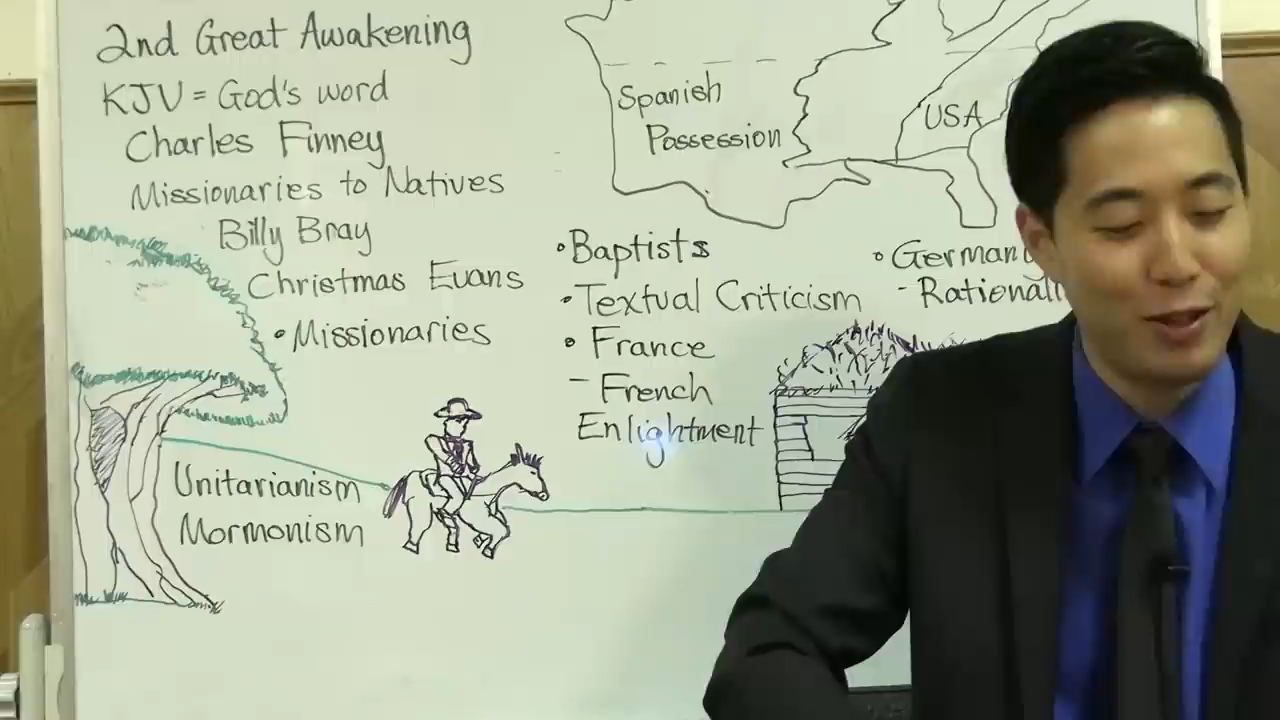 2nd Great Awakening
KJV = God's word
Charles Finney
Missionaries to Natives
Billy Bray
Christmas Evans
• Missionaries
Unitarianism
Mormonism
Spanish
Possession
USA
• Baptists
• Textual Criticism
• France
- French
Enlightment